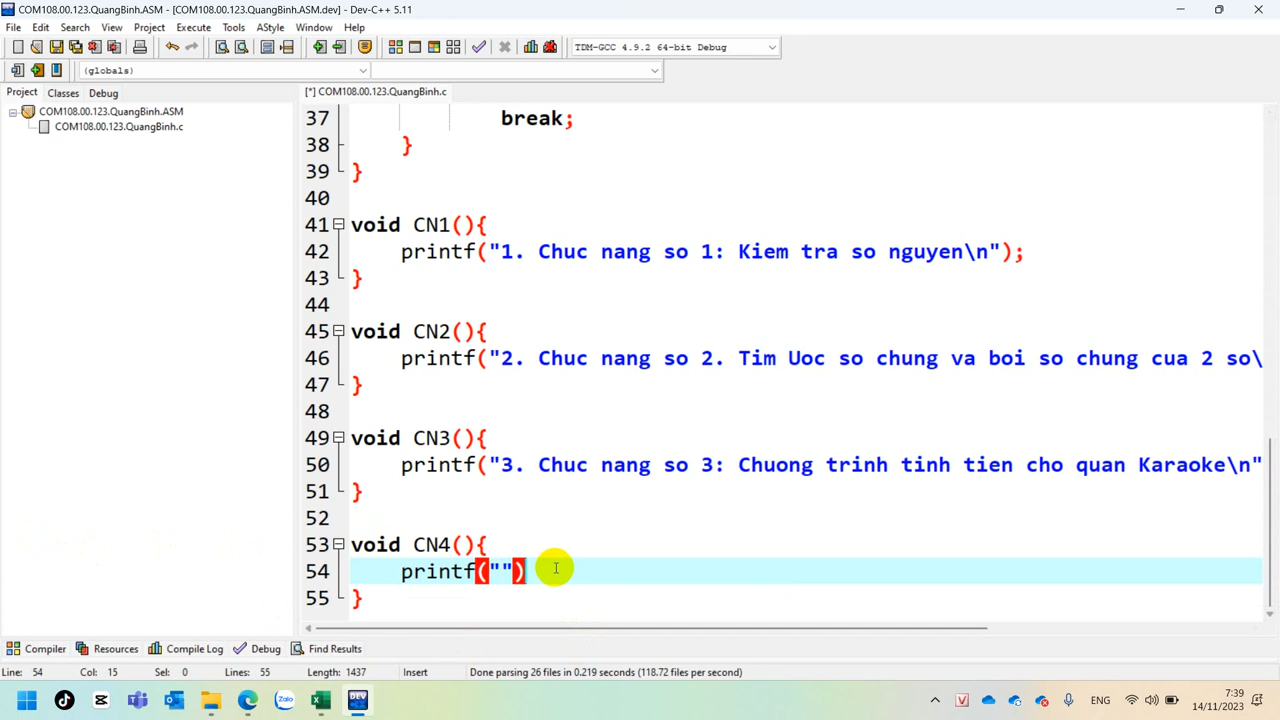 COM108.00.123.QuangBinh.ASM - [COM108.00.123.QuangBinh.ASM.dev] - Dev-C++ 5.11
File Edit Search View Project Execute Tools AStyle Window Help
TDM-GCC 4.9.2 64-bit Debug
(globals)
Project Classes Debug
[*] COM108.00.123.QuangBinh.c
COM108.00.123.QuangBinh.ASM
COM108.00.123.QuangBinh.c
37 break;
38 }
39 }
40
41 void CN1(){
42 printf("1. Chuc nang so 1: Kiem tra so nguyen\n");
43 }
44
45 void CN2(){
46 printf("2. Chuc nang so 2. Tim Uoc so chung va boi so chung cua 2 so\
47 }
48
49 void CN3(){
50 printf("3. Chuc nang so 3: Chuong trinh tinh tien cho quan Karaoke\n"
51 }
52
53 void CN4(){
54 printf("")
55 }
Compiler Resources Compile Log Debug Find Results
Line: 54 Col: 15 Sel: 0 Lines: 55 Length: 1437 Insert Done parsing 26 files in 0.219 seconds (118.72 files per second)
Zalo
DEV
V
ENG
7:39
14/11/2023